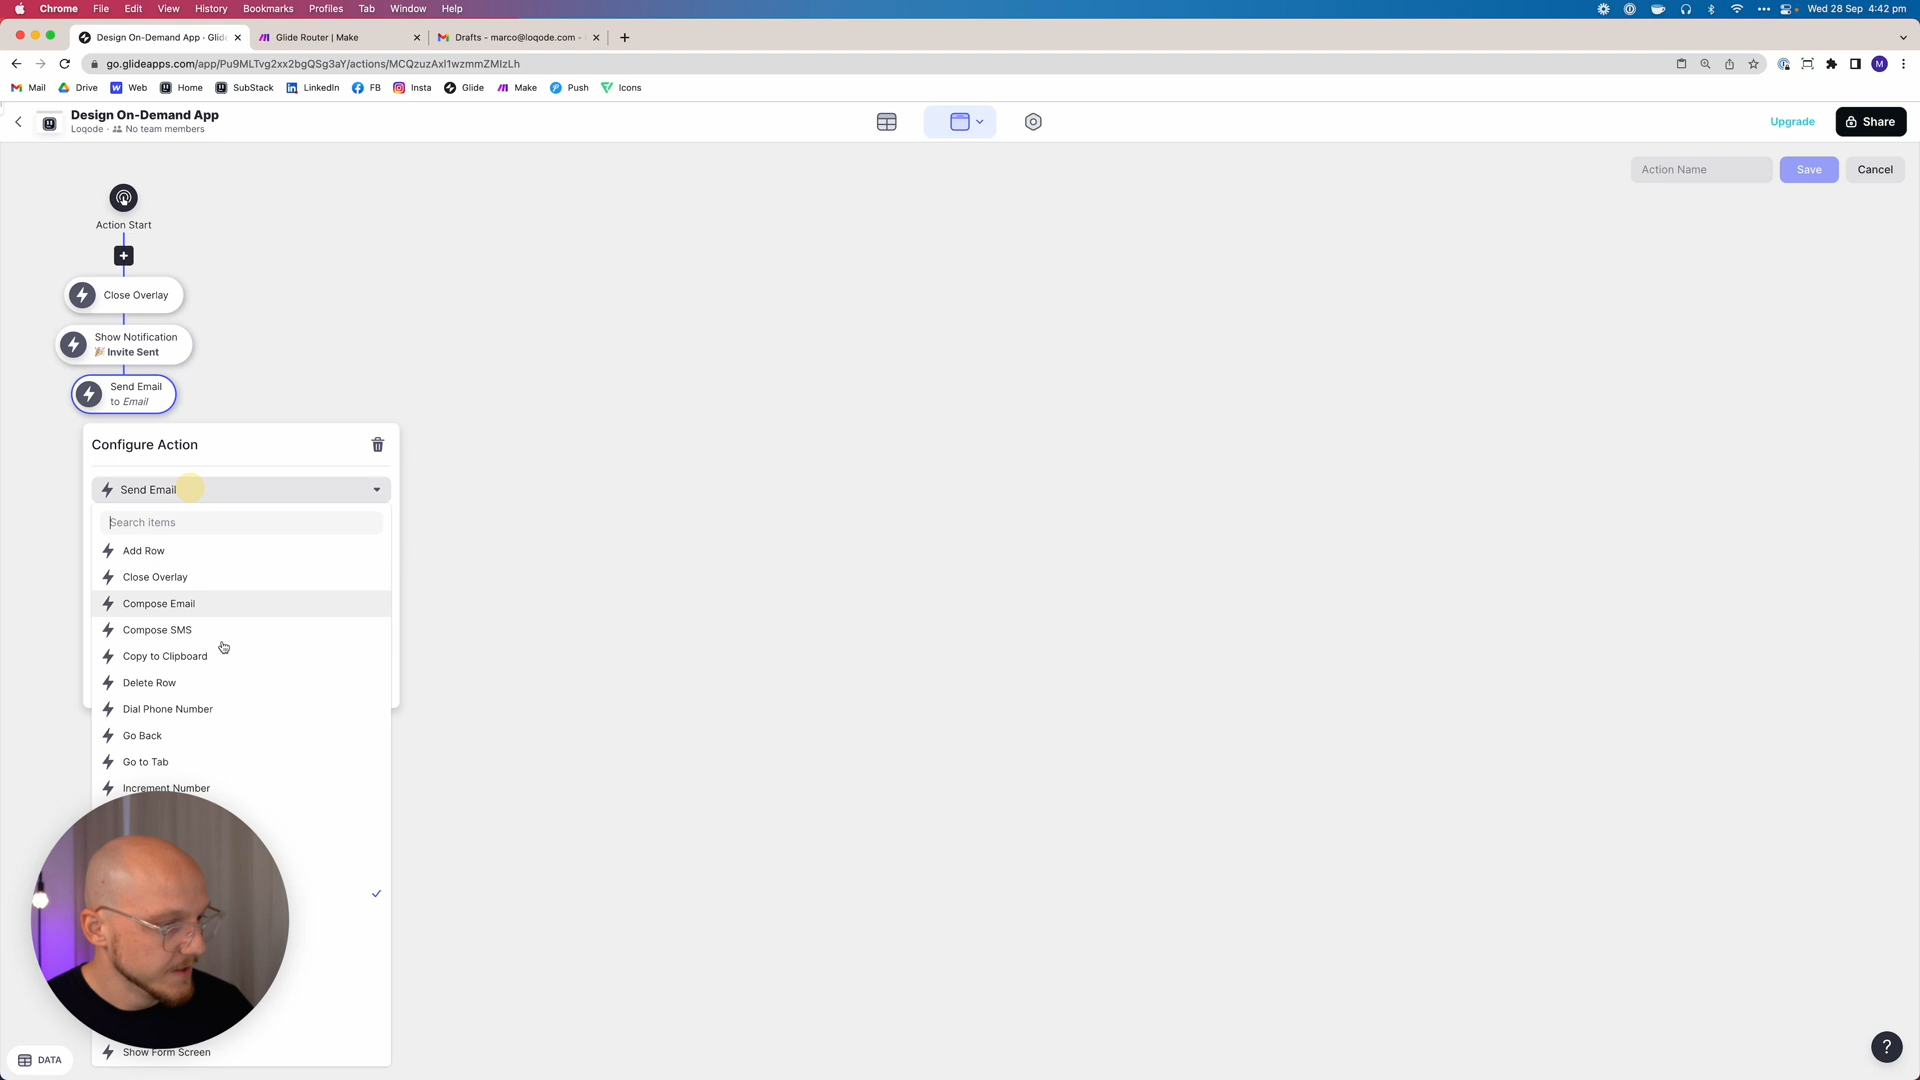 Chrome File Edit View History Bookmarks Profiles Tab Window Help
Wed 28 Sep 4:42 pm
Design On-Demand App · Glid
Glide Router | Make
Drafts - marco@loqode.com -
go.glideapps.com/app/Pu9MLTvg2xx2bgQSg3aY/actions/MCQzuzAxl1wzmmZMIzLh
M
Mail Drive Web Home SubStack LinkedIn FB Insta Glide Make Push Icons
Design On-Demand App
Loqode · No team members
Upgrade
Share
Action Name
Save
Cancel
Action Start
Close Overlay
Show Notification
🎉 Invite Sent
Send Email
to Email
Configure Action
Send Email
Search items
Add Row
Close Overlay
Compose Email
Compose SMS
Copy to Clipboard
Delete Row
Dial Phone Number
Go Back
Go to Tab
Increment Number
Show Form Screen
DATA
?